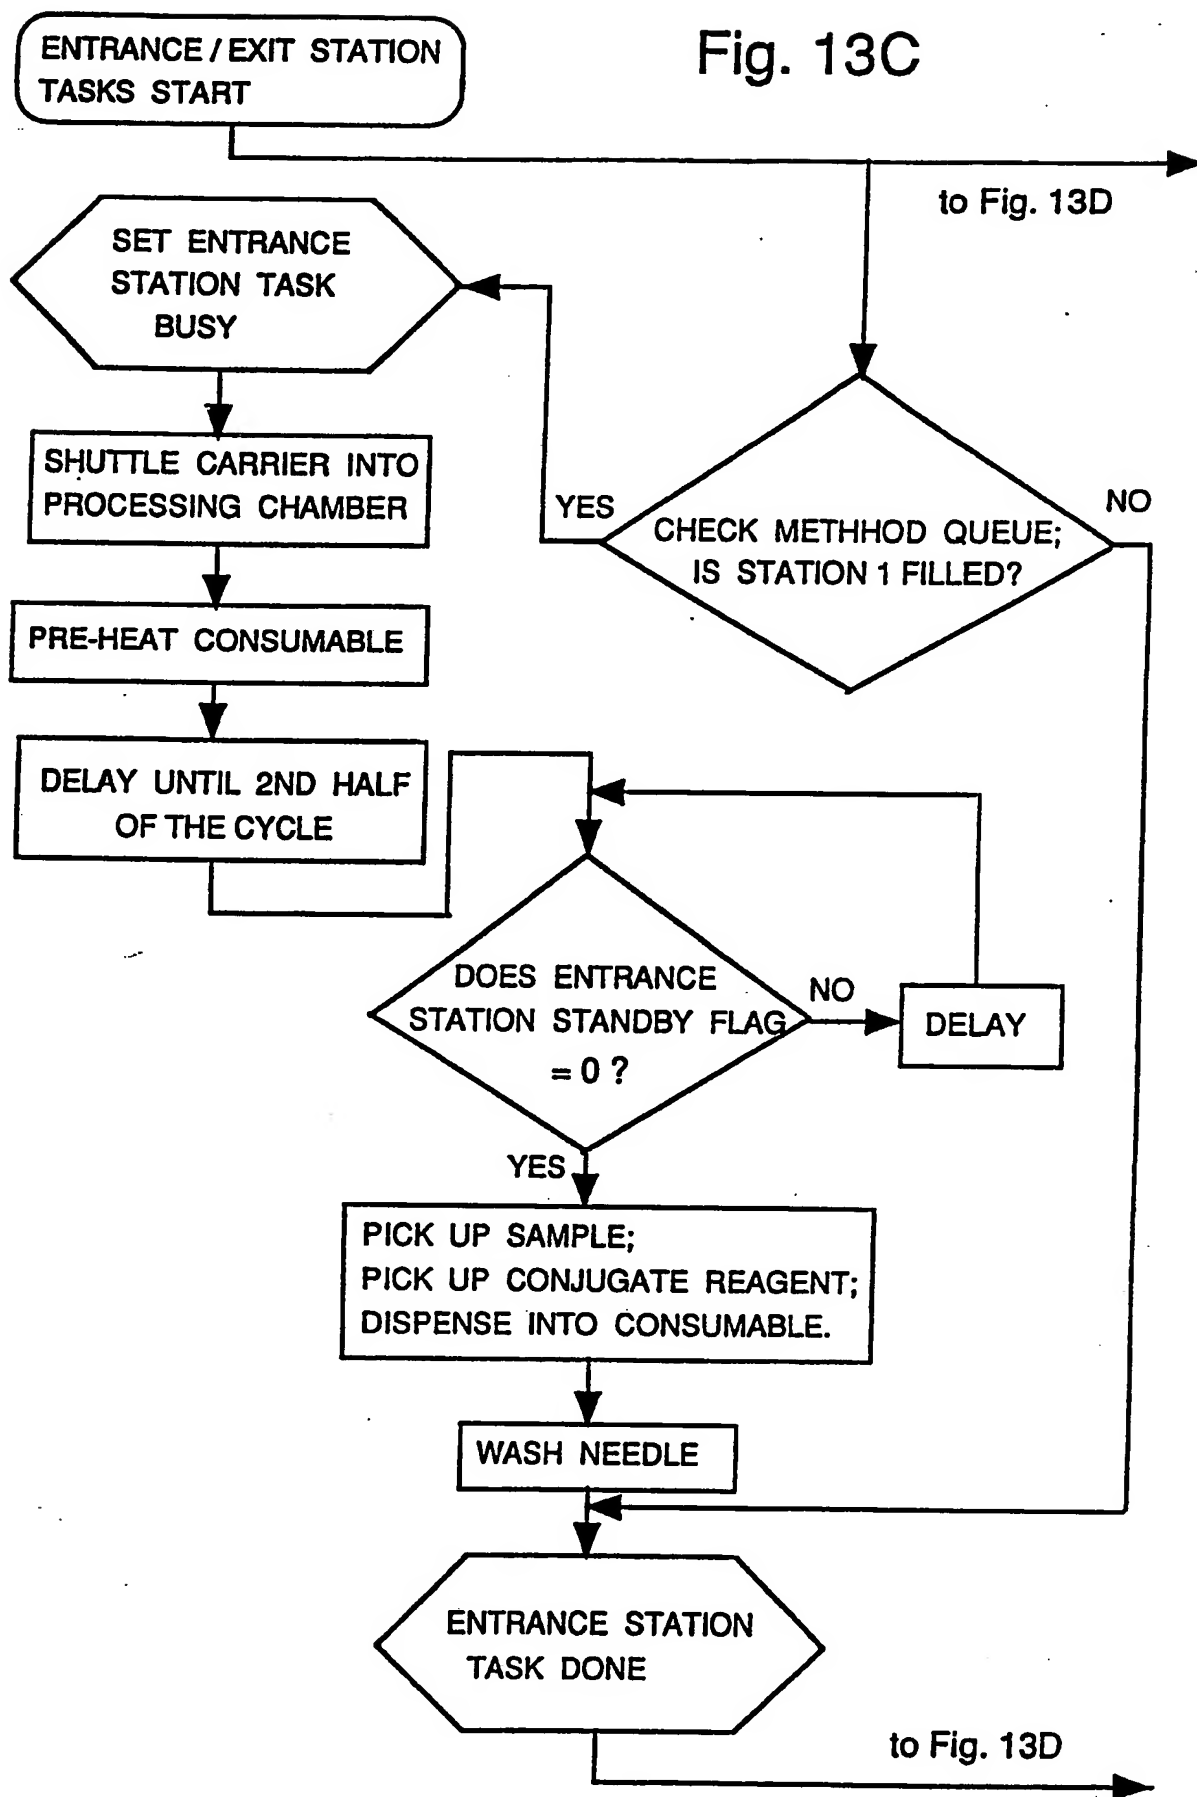 Fig. 13C
ENTRANCE / EXIT STATION
TASKS START
to Fig. 13D
SET ENTRANCE
STATION TASK
BUSY
SHUTTLE CARRIER INTO
PROCESSING CHAMBER
YES
CHECK METHHOD QUEUE;
IS STATION 1 FILLED?
NO
PRE-HEAT CONSUMABLE
DELAY UNTIL 2ND HALF
OF THE CYCLE
DOES ENTRANCE
STATION STANDBY FLAG
= 0 ?
NO
DELAY
YES
PICK UP SAMPLE;
PICK UP CONJUGATE REAGENT;
DISPENSE INTO CONSUMABLE.
WASH NEEDLE
ENTRANCE STATION
TASK DONE
to Fig. 13D